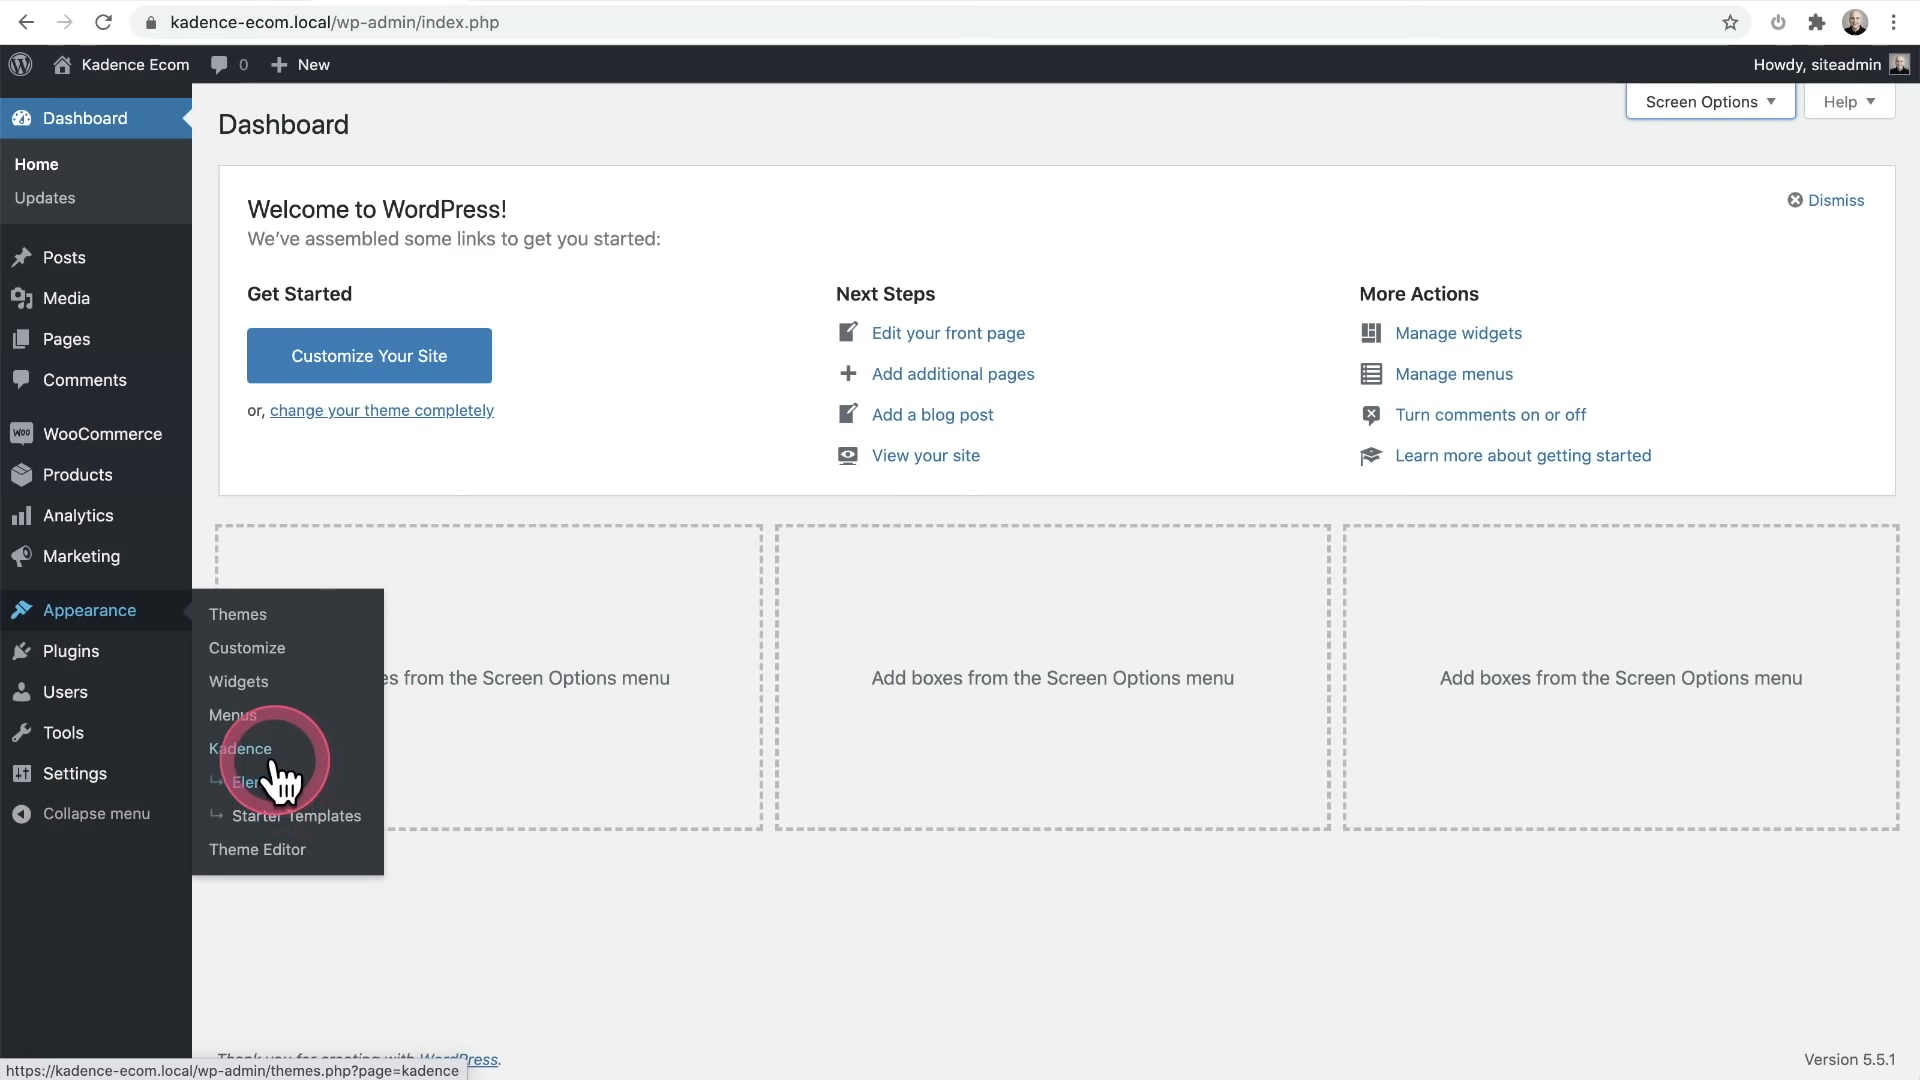 kadence-ecom.local/wp-admin/index.php
Kadence Ecom 0 New
Howdy, siteadmin
Dashboard
Home
Updates
Posts
Media
Pages
Comments
WooCommerce
Products
Analytics
Marketing
Appearance
Plugins
Users
Tools
Settings
Collapse menu
Themes
Customize
Widgets
Menus
Kadence
Starter Templates
Theme Editor
Dashboard
Screen Options
Help
Welcome to WordPress!
We've assembled some links to get you started:
Dismiss
Get Started
Customize Your Site
or, change your theme completely
Next Steps
Edit your front page
Add additional pages
Add a blog post
View your site
More Actions
Manage widgets
Manage menus
Turn comments on or off
Learn more about getting started
from the Screen Options menu
Add boxes from the Screen Options menu
Add boxes from the Screen Options menu
Thank you for creating with WordPress.
Version 5.5.1
https://kadence-ecom.local/wp-admin/themes.php?page=kadence